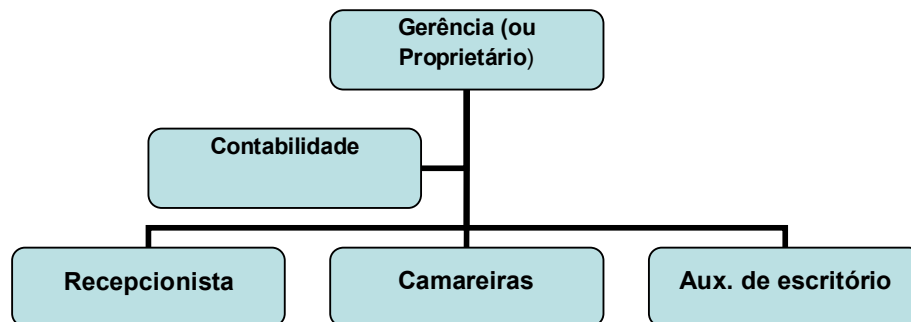 Gerência (ou
Proprietário)
Contabilidade
Recepcionista
Camareiras
Aux. de escritório